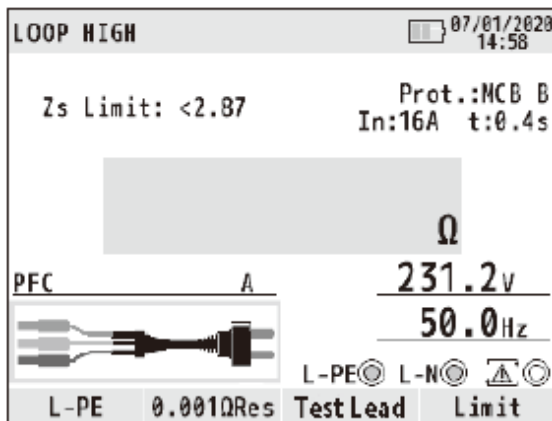 LOOP HIGH
07/01/2020
14:58
Zs Limit: <2.87
Prot.:MCB B
In:16A t:0.4s
Ω
PFC A
231.2V
50.0Hz
L-PE L-N
L-PE 0.001ΩRes Test Lead Limit